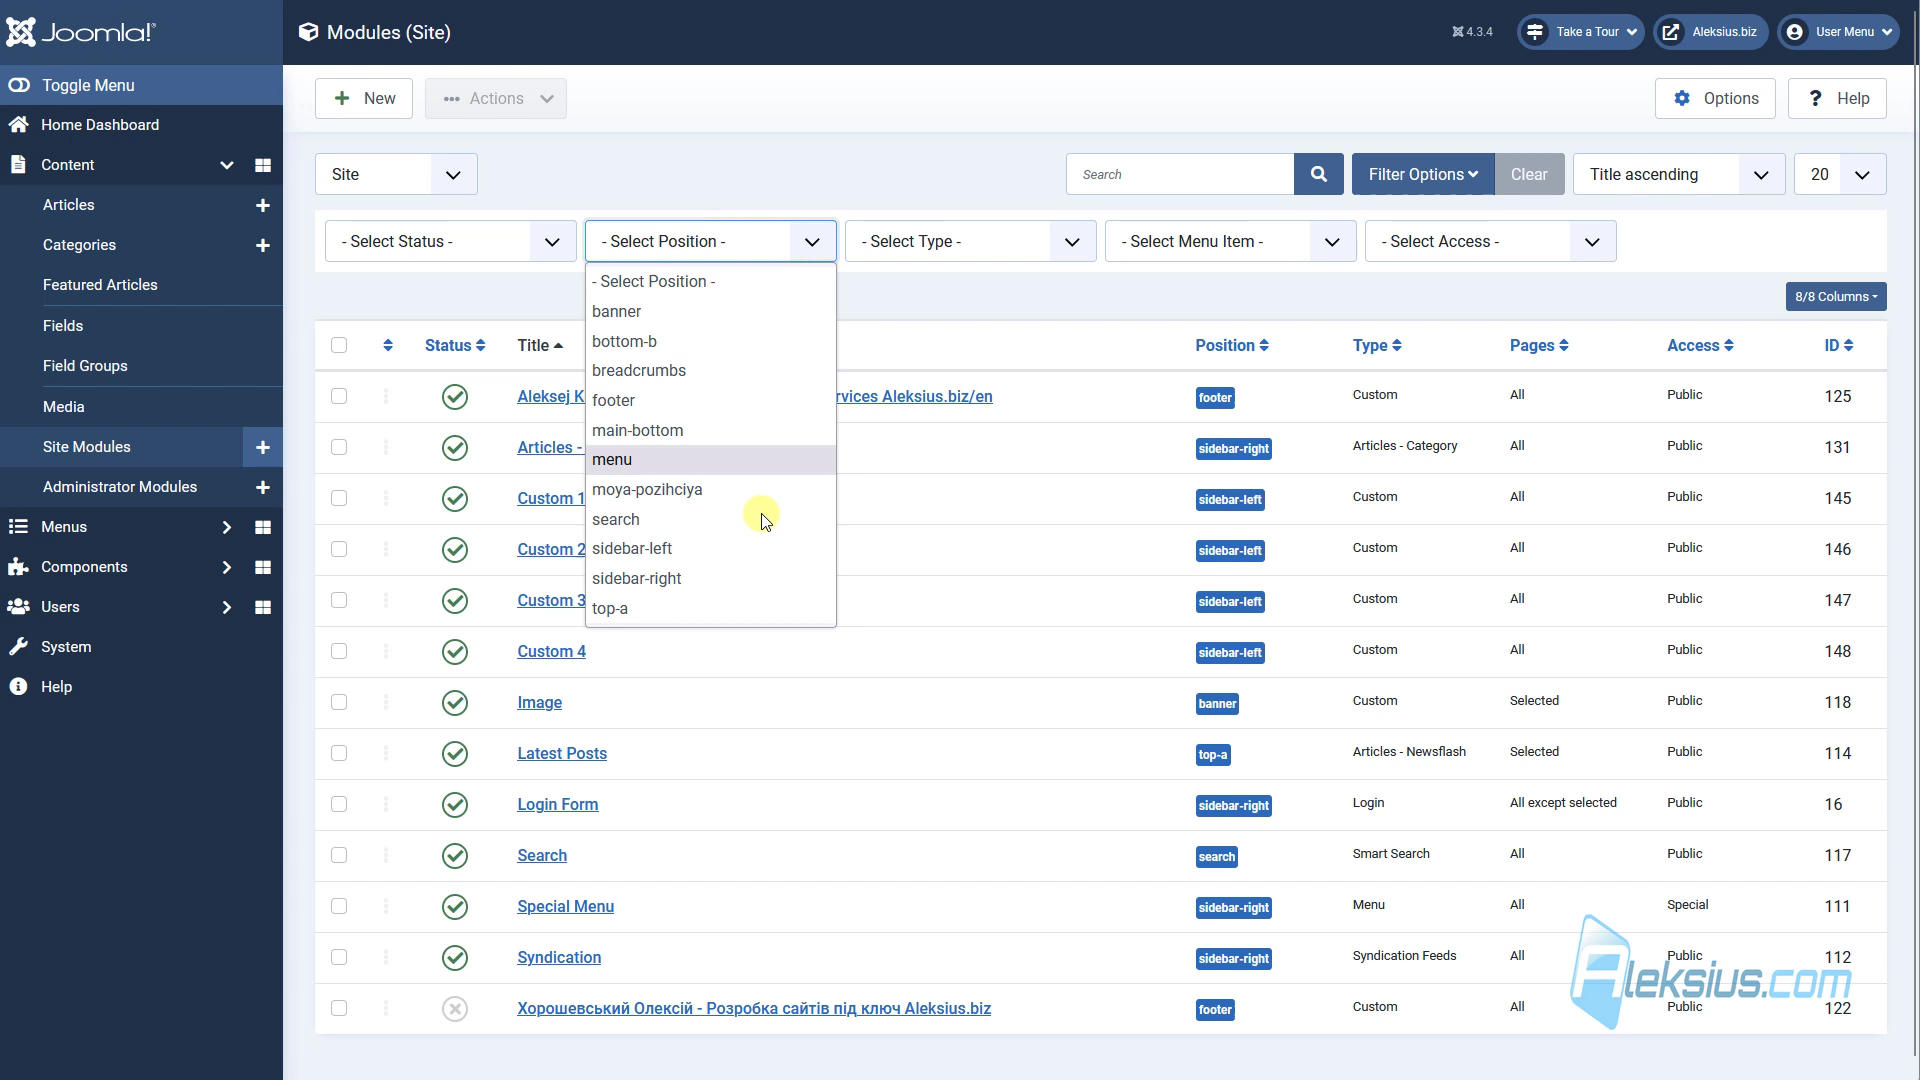 Joomla!
Modules (Site)
4.3.4
Take a Tour
Aleksius.biz
User Menu
Toggle Menu
Home Dashboard
Content
Articles
Categories
Featured Articles
Fields
Field Groups
Media
Site Modules
Administrator Modules
Menus
Components
Users
System
Help
New
Actions
Options
? Help
Site
Search
Filter Options
Clear
Title ascending
20
- Select Status -
- Select Position -
- Select Type -
- Select Menu Item -
- Select Access -
- Select Position -
banner
bottom-b
breadcrumbs
footer
main-bottom
menu
moya-pozihciya
search
sidebar-left
sidebar-right
top-a
8/8 Columns
Status Title Position Type Pages Access ID
Aleksej K rvices Aleksius.biz/en footer Custom All Public 125
Articles - sidebar-right Articles - Category All Public 131
Custom 1 sidebar-left Custom All Public 145
Custom 2 sidebar-left Custom All Public 146
Custom 3 sidebar-left Custom All Public 147
Custom 4 sidebar-left Custom All Public 148
Image banner Custom Selected Public 118
Latest Posts top-a Articles - Newsflash Selected Public 114
Login Form sidebar-right Login All except selected Public 16
Search search Smart Search All Public 117
Special Menu sidebar-right Menu All Special 111
Syndication sidebar-right Syndication Feeds All Public 112
Хорошевський Олексій - Розробка сайтів під ключ Aleksius.biz footer Custom All Public 122
Aleksius.com